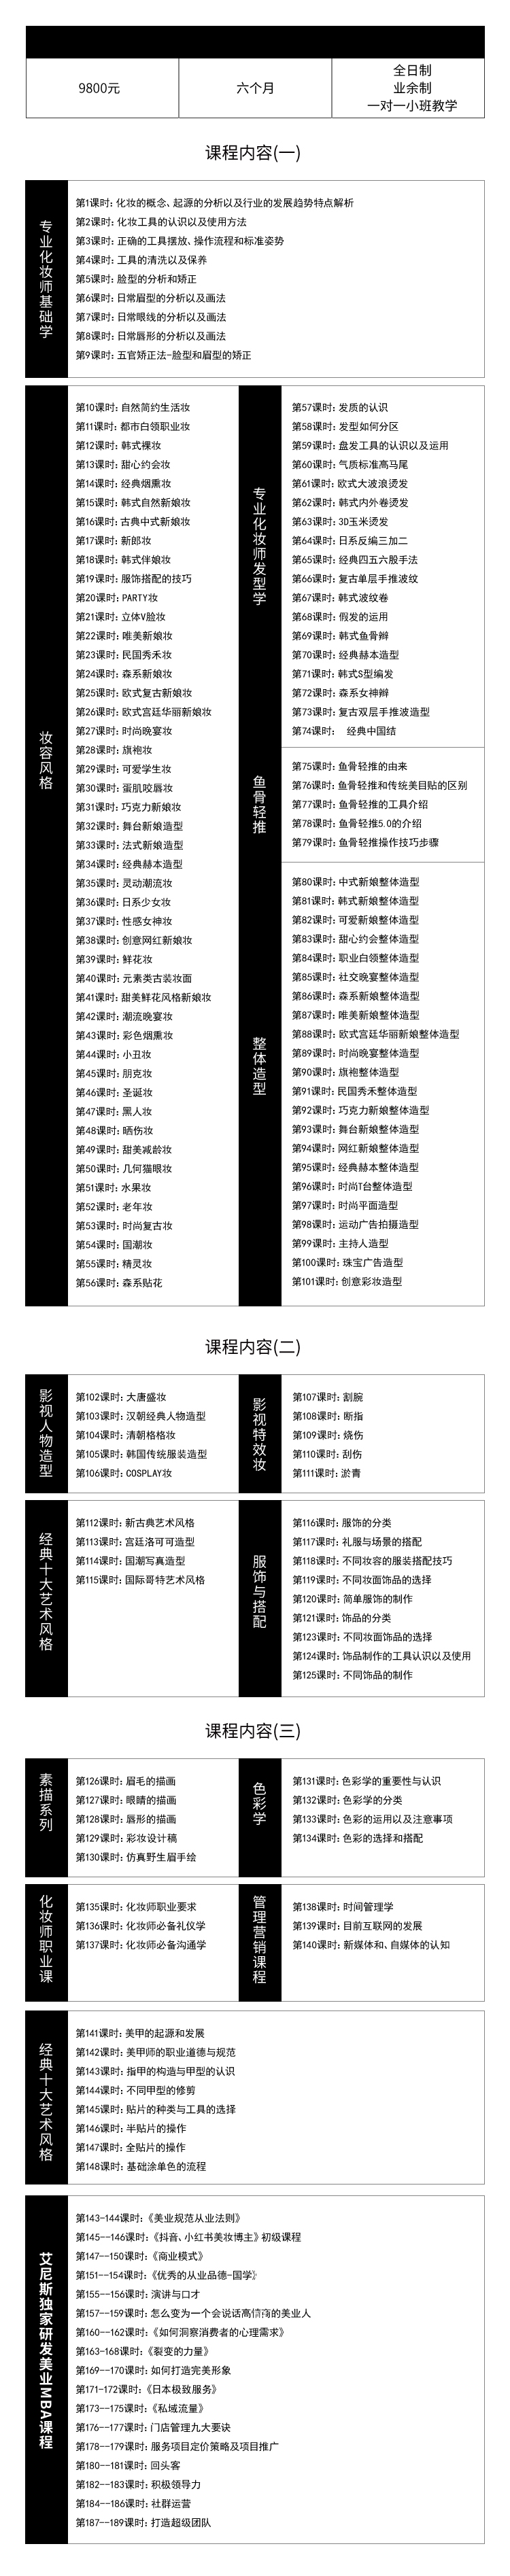 9800元
六个月
全日制
业余制
一对一小班教学
课程内容(一)
专业化妆师基础学
第1课时: 化妆的概念、起源的分析以及行业的发展趋势特点解析
第2课时: 化妆工具的认识以及使用方法
第3课时: 正确的工具摆放、操作流程和标准姿势
第4课时: 工具的清洗以及保养
第5课时: 脸型的分析和矫正
第6课时: 日常眉型的分析以及画法
第7课时: 日常眼线的分析以及画法
第8课时: 日常唇形的分析以及画法
第9课时: 五官矫正法-脸型和眉型的矫正
妆容风格
第10课时: 自然简约生活妆
第11课时: 都市白领职业妆
第12课时: 韩式裸妆
第13课时: 甜心约会妆
第14课时: 经典烟熏妆
第15课时: 韩式自然新娘妆
第16课时: 古典中式新娘妆
第17课时: 新郎妆
第18课时: 韩式伴娘妆
第19课时: 服饰搭配的技巧
第20课时: PARTY妆
第21课时: 立体V脸妆
第22课时: 唯美新娘妆
第23课时: 民国秀禾妆
第24课时: 森系新娘妆
第25课时: 欧式复古新娘妆
第26课时: 欧式宫廷华丽新娘妆
第27课时: 时尚晚宴妆
第28课时: 旗袍妆
第29课时: 可爱学生妆
第30课时: 蛋肌咬唇妆
第31课时: 巧克力新娘妆
第32课时: 舞台新娘造型
第33课时: 法式新娘造型
第34课时: 经典赫本造型
第35课时: 灵动潮流妆
第36课时: 日系少女妆
第37课时: 性感女神妆
第38课时: 创意网红新娘妆
第39课时: 鲜花妆
第40课时: 元素类古装妆面
第41课时: 甜美鲜花风格新娘妆
第42课时: 潮流晚宴妆
第43课时: 彩色烟熏妆
第44课时: 小丑妆
第45课时: 朋克妆
第46课时: 圣诞妆
第47课时: 黑人妆
第48课时: 晒伤妆
第49课时: 甜美减龄妆
第50课时: 几何猫眼妆
第51课时: 水果妆
第52课时: 老年妆
第53课时: 时尚复古妆
第54课时: 国潮妆
第55课时: 精灵妆
第56课时: 森系贴花
专业化妆师发型学
第57课时: 发质的认识
第58课时: 发型如何分区
第59课时: 盘发工具的认识以及运用
第60课时: 气质标准高马尾
第61课时: 欧式大波浪烫发
第62课时: 韩式内外卷烫发
第63课时: 3D玉米烫发
第64课时: 日系反编三加二
第65课时: 经典四五六股手法
第66课时: 复古单层手推波纹
第67课时: 韩式波纹卷
第68课时: 假发的运用
第69课时: 韩式鱼骨辫
第70课时: 经典赫本造型
第71课时: 韩式S型编发
第72课时: 森系女神辫
第73课时: 复古双层手推波造型
第74课时: 经典中国结
鱼骨轻推
第75课时: 鱼骨轻推的由来
第76课时: 鱼骨轻推和传统美目贴的区别
第77课时: 鱼骨轻推的工具介绍
第78课时: 鱼骨轻推5.0的介绍
第79课时: 鱼骨轻推操作技巧步骤
整体造型
第80课时: 中式新娘整体造型
第81课时: 韩式新娘整体造型
第82课时: 可爱新娘整体造型
第83课时: 甜心约会整体造型
第84课时: 职业白领整体造型
第85课时: 社交晚宴整体造型
第86课时: 森系新娘整体造型
第87课时: 唯美新娘整体造型
第88课时: 欧式宫廷华丽新娘整体造型
第89课时: 时尚晚宴整体造型
第90课时: 旗袍整体造型
第91课时: 民国秀禾整体造型
第92课时: 巧克力新娘整体造型
第93课时: 舞台新娘整体造型
第94课时: 网红新娘整体造型
第95课时: 经典赫本整体造型
第96课时: 时尚T台整体造型
第97课时: 时尚平面造型
第98课时: 运动广告拍摄造型
第99课时: 主持人造型
第100课时: 珠宝广告造型
第101课时: 创意彩妆造型
课程内容(二)
影视人物造型
第102课时: 大唐盛妆
第103课时: 汉朝经典人物造型
第104课时: 清朝格格妆
第105课时: 韩国传统服装造型
第106课时: COSPLAY妆
影视特效妆
第107课时: 割腕
第108课时: 断指
第109课时: 烧伤
第110课时: 刮伤
第111课时: 淤青
经典十大艺术风格
第112课时: 新古典艺术风格
第113课时: 宫廷洛可可造型
第114课时: 国潮写真造型
第115课时: 国际哥特艺术风格
服饰与搭配
第116课时: 服饰的分类
第117课时: 礼服与场景的搭配
第118课时: 不同妆容的服装搭配技巧
第119课时: 不同妆面饰品的选择
第120课时: 简单服饰的制作
第121课时: 饰品的分类
第123课时: 不同妆面饰品的选择
第124课时: 饰品制作的工具认识以及使用
第125课时: 不同饰品的制作
课程内容(三)
素描系列
第126课时: 眉毛的描画
第127课时: 眼睛的描画
第128课时: 唇形的描画
第129课时: 彩妆设计稿
第130课时: 仿真野生眉手绘
色彩学
第131课时: 色彩学的重要性与认识
第132课时: 色彩学的分类
第133课时: 色彩的运用以及注意事项
第134课时: 色彩的选择和搭配
化妆师职业课
第135课时: 化妆师职业要求
第136课时: 化妆师必备礼仪学
第137课时: 化妆师必备沟通学
管理营销课程
第138课时: 时间管理学
第139课时: 目前互联网的发展
第140课时: 新媒体和、自媒体的认知
经典十大艺术风格
第141课时: 美甲的起源和发展
第142课时: 美甲师的职业道德与规范
第143课时: 指甲的构造与甲型的认识
第144课时: 不同甲型的修剪
第145课时: 贴片的种类与工具的选择
第146课时: 半贴片的操作
第147课时: 全贴片的操作
第148课时: 基础涂单色的流程
艾尼斯独家研发美业MBA课程
第143-144课时:《美业规范从业法则》
第145--146课时:《抖音、小红书美妆博主》初级课程
第147--150课时:《商业模式》
第151--154课时:《优秀的从业品德-国学》
第155--156课时: 演讲与口才
第157--159课时: 怎么变为一个会说话高情商的美业人
第160--162课时:《如何洞察消费者的心理需求》
第163-168课时:《裂变的力量》
第169--170课时: 如何打造完美形象
第171-172课时:《日本极致服务》
第173--175课时:《私域流量》
第176--177课时: 门店管理九大要诀
第178--179课时: 服务项目定价策略及项目推广
第180--181课时: 回头客
第182--183课时: 积极领导力
第184--186课时: 社群运营
第187--189课时: 打造超级团队